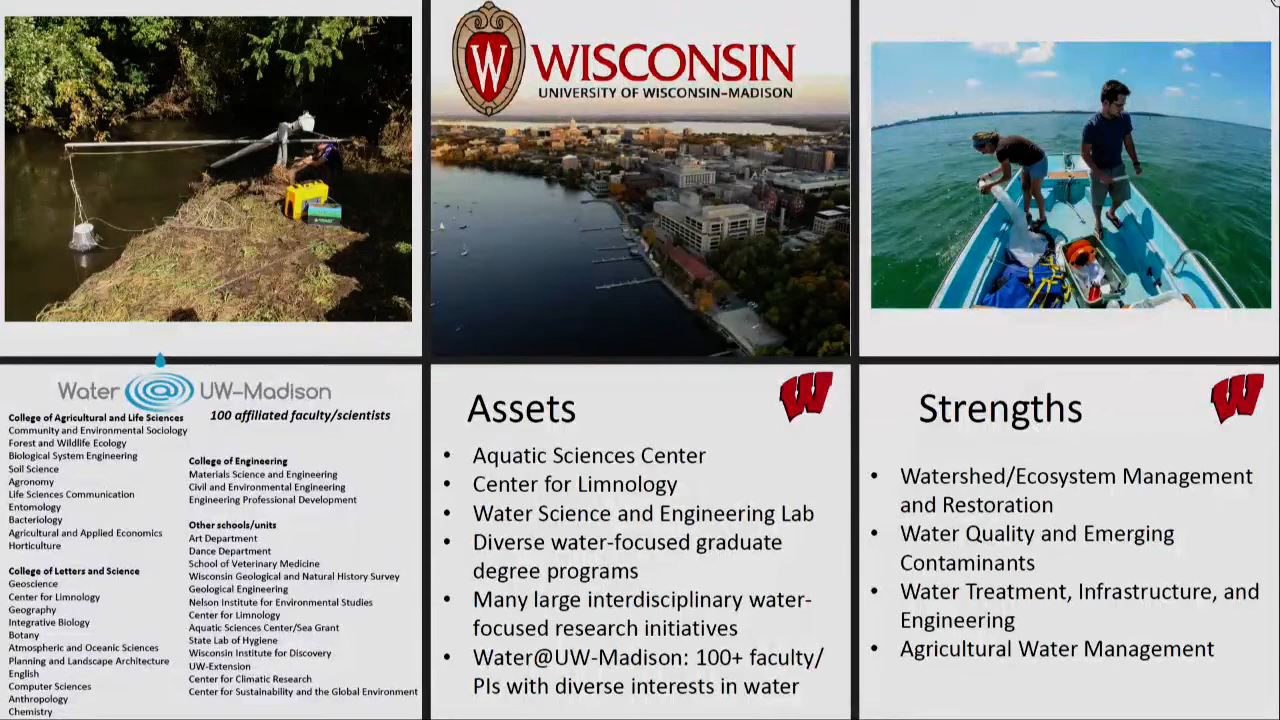 W
WISCONSIN
UNIVERSITY OF WISCONSIN–MADISON
Water @ UW-Madison
100 affiliated faculty/scientists
College of Agricultural and Life Sciences
Community and Environmental Sociology
Forest and Wildlife Ecology
Biological System Engineering
Soil Science
Agronomy
Life Sciences Communication
Entomology
Bacteriology
Agricultural and Applied Economics
Horticulture
College of Letters and Science
Geoscience
Center for Limnology
Geography
Integrative Biology
Botany
Atmospheric and Oceanic Sciences
Planning and Landscape Architecture
English
Computer Sciences
Anthropology
Chemistry
College of Engineering
Materials Science and Engineering
Civil and Environmental Engineering
Engineering Professional Development
Other schools/units
Art Department
Dance Department
School of Veterinary Medicine
Wisconsin Geological and Natural History Survey
Geological Engineering
Nelson Institute for Environmental Studies
Center for Limnology
Aquatic Sciences Center/Sea Grant
State Lab of Hygiene
Wisconsin Institute for Discovery
UW-Extension
Center for Climatic Research
Center for Sustainability and the Global Environment
W
Assets
• Aquatic Sciences Center
• Center for Limnology
• Water Science and Engineering Lab
• Diverse water-focused graduate
degree programs
• Many large interdisciplinary water-
focused research initiatives
• Water@UW-Madison: 100+ faculty/
PIs with diverse interests in water
W
Strengths
• Watershed/Ecosystem Management
and Restoration
• Water Quality and Emerging
Contaminants
• Water Treatment, Infrastructure, and
Engineering
• Agricultural Water Management